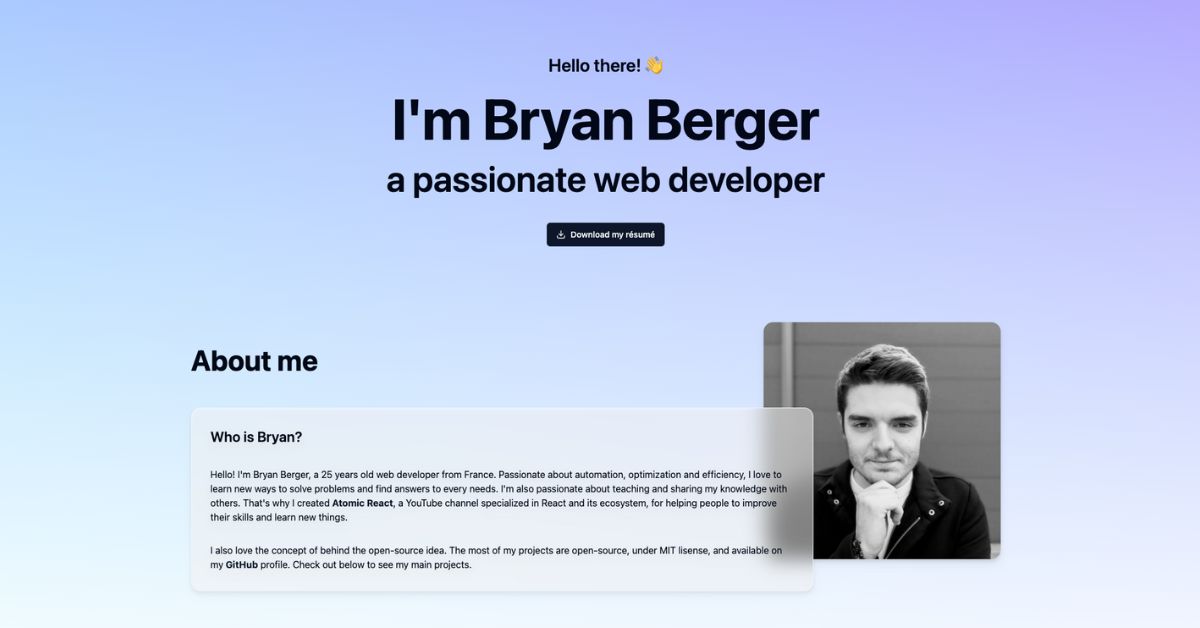 Hello there! 👋
I'm Bryan Berger
a passionate web developer
Download my résumé
About me
Who is Bryan?
Hello! I'm Bryan Berger, a 25 years old web developer from France. Passionate about automation, optimization and efficiency, I love to
learn new ways to solve problems and find answers to every needs. I'm also passionate about teaching and sharing my knowledge with
others. That's why I created Atomic React, a YouTube channel specialized in React and its ecosystem, for helping people to improve
their skills and learn new things.
I also love the concept of behind the open-source idea. The most of my projects are open-source, under MIT lisense, and available on
my GitHub profile. Check out below to see my main projects.